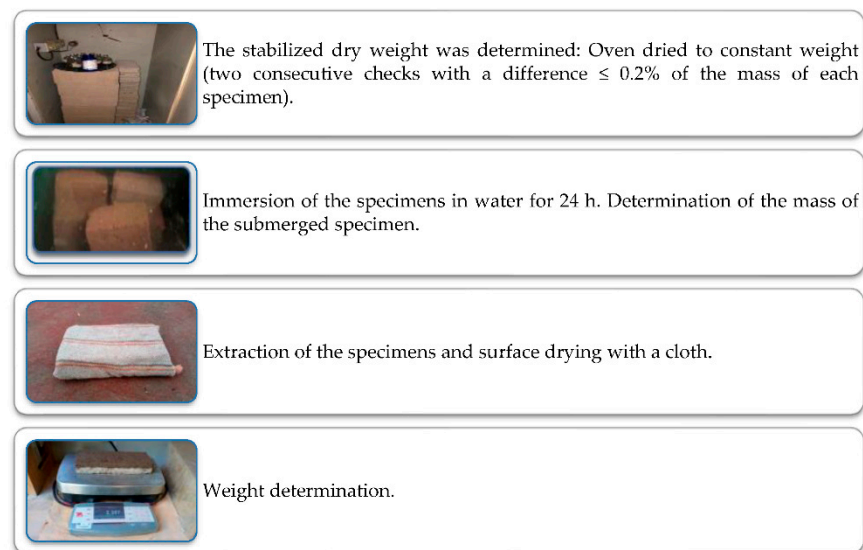 The stabilized dry weight was determined: Oven dried to constant weight
(two consecutive checks with a difference ≤ 0.2% of the mass of each
specimen).
Immersion of the specimens in water for 24 h. Determination of the mass of
the submerged specimen.
Extraction of the specimens and surface drying with a cloth.
Weight determination.